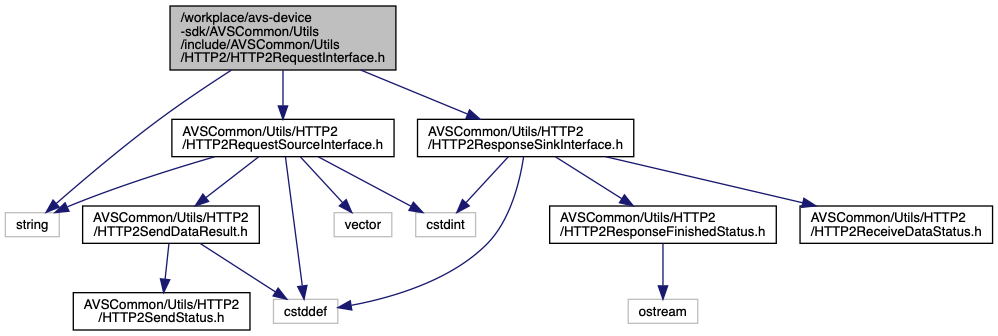 /workplace/avs-device
-sdk/AVSCommon/Utils
/include/AVSCommon/Utils
/HTTP2/HTTP2RequestInterface.h
AVSCommon/Utils/HTTP2
/HTTP2RequestSourceInterface.h
AVSCommon/Utils/HTTP2
/HTTP2ResponseSinkInterface.h
string
AVSCommon/Utils/HTTP2
/HTTP2SendDataResult.h
vector
cstdint
AVSCommon/Utils/HTTP2
/HTTP2ResponseFinishedStatus.h
AVSCommon/Utils/HTTP2
/HTTP2ReceiveDataStatus.h
AVSCommon/Utils/HTTP2
/HTTP2SendStatus.h
cstddef
ostream